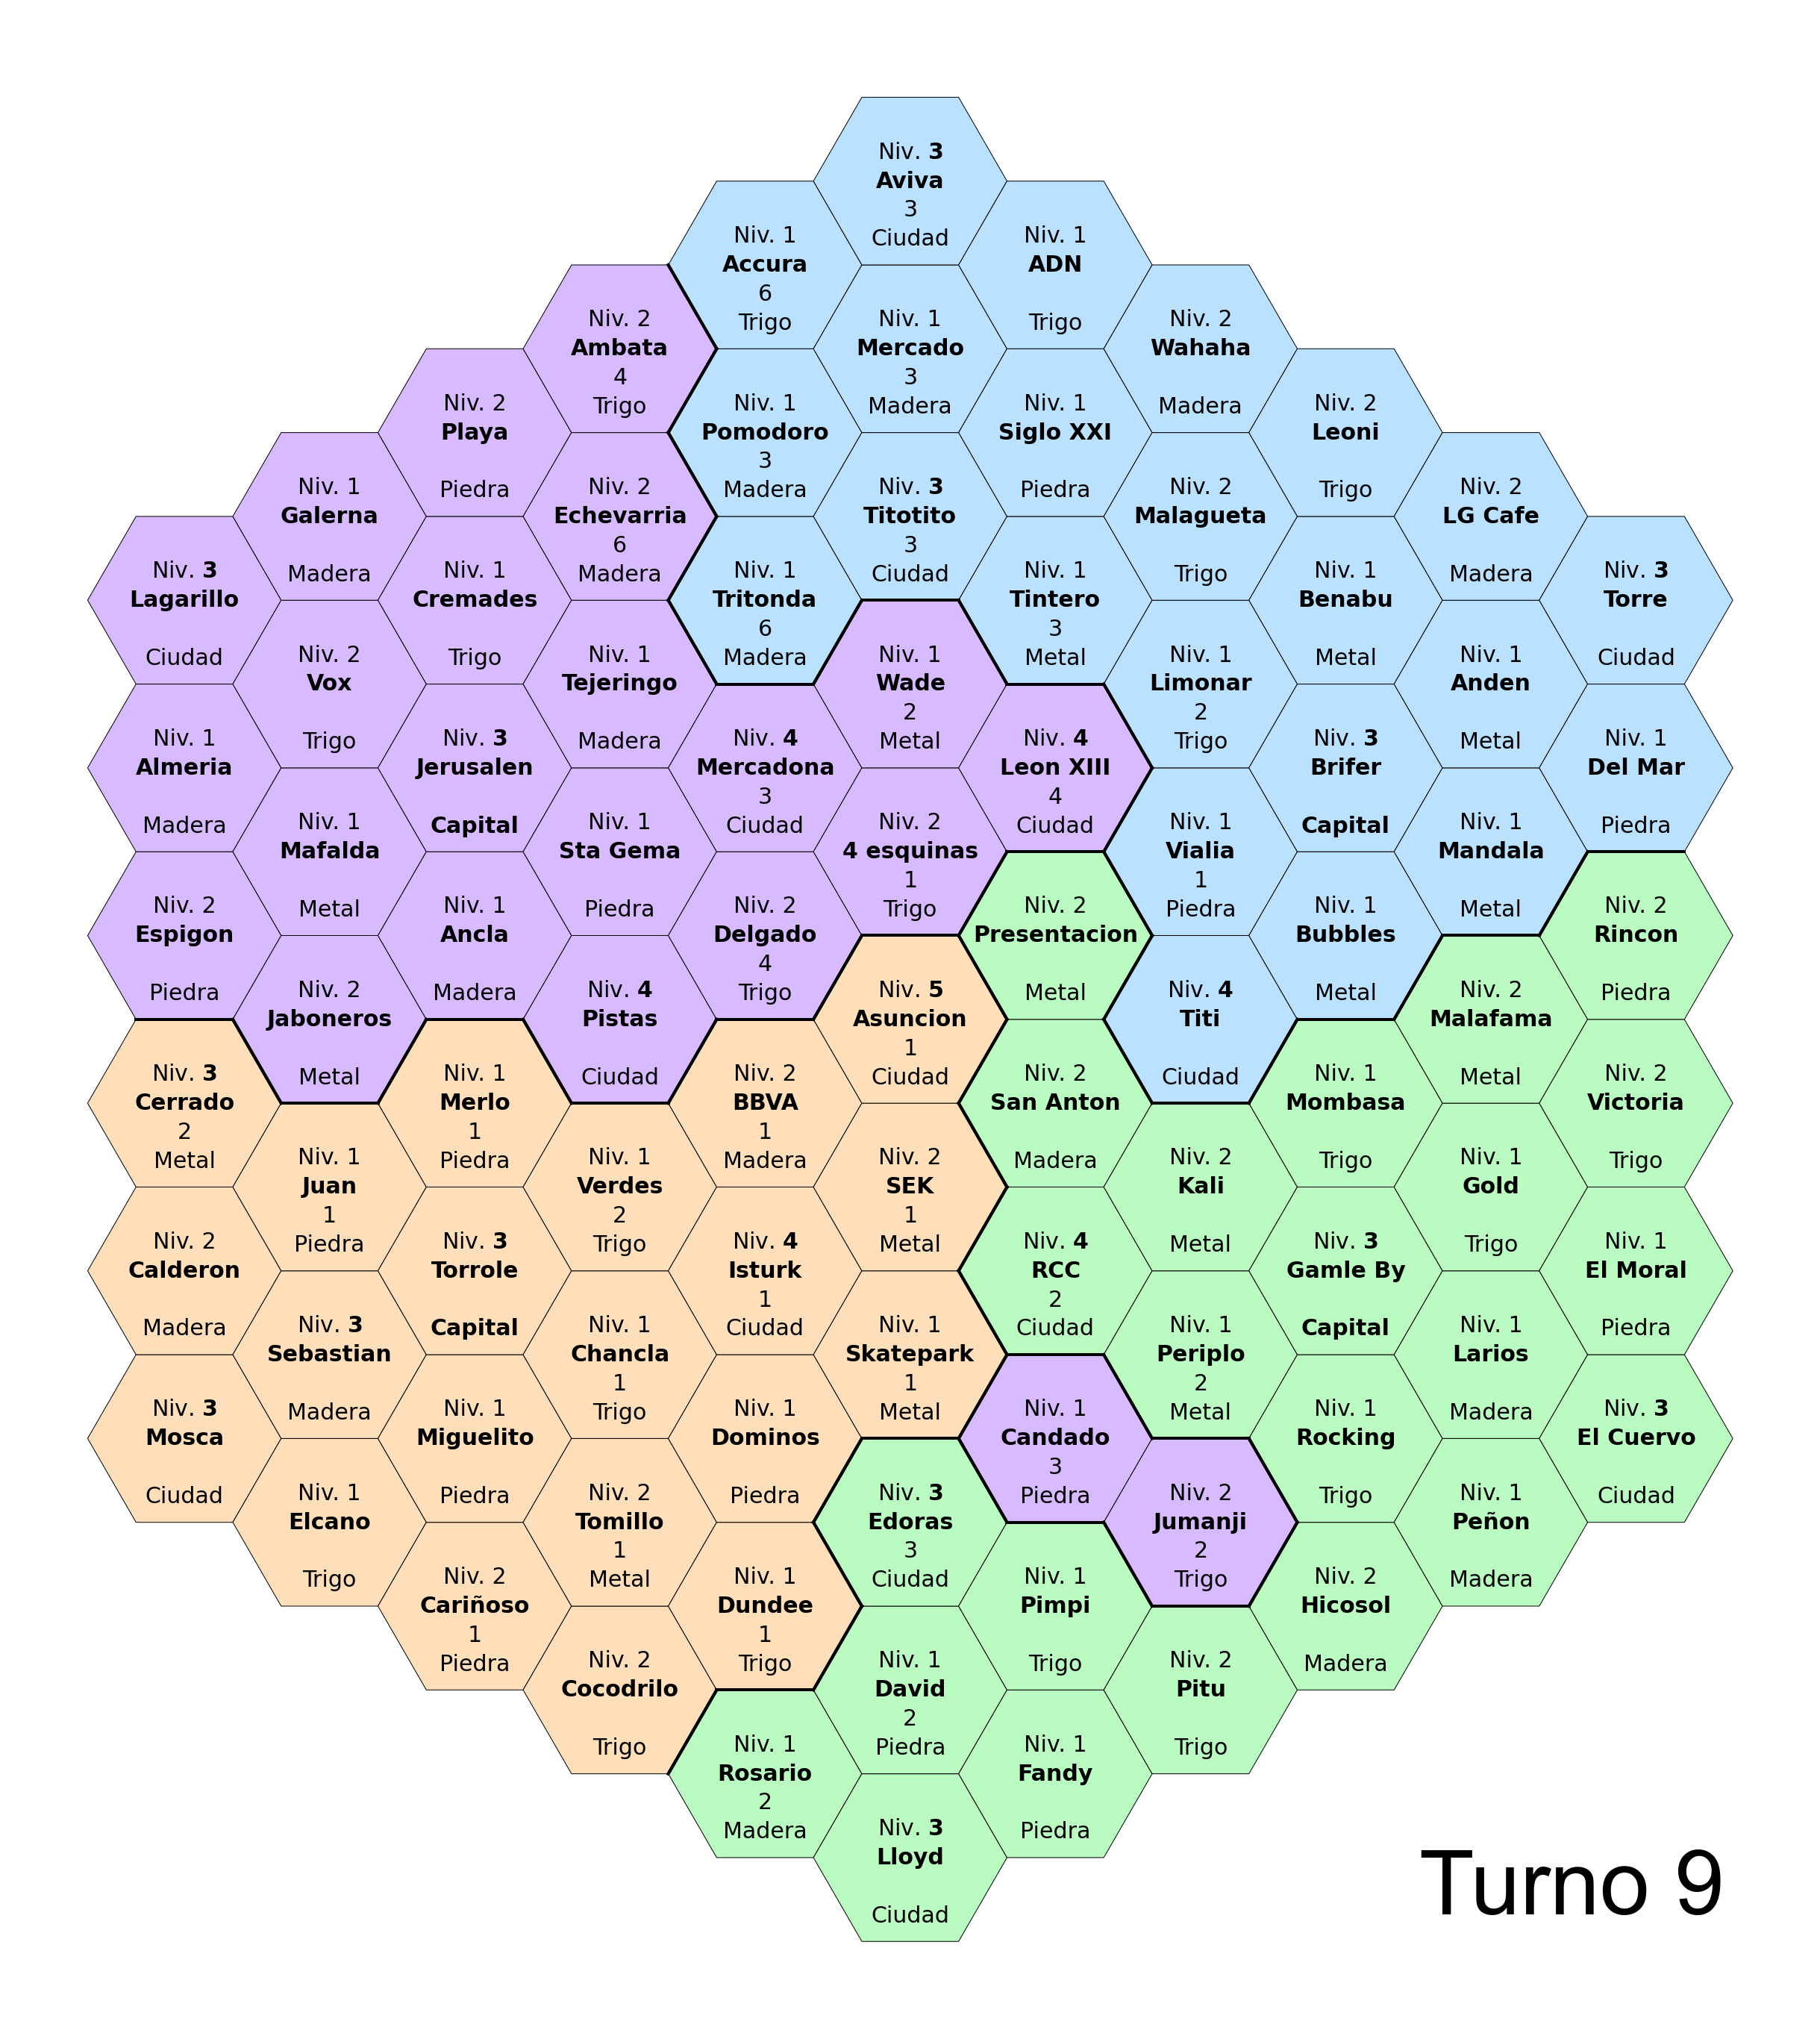 Niv. 3
Aviva
3
Ciudad
Niv. 1
Accura
6
Trigo
Niv. 1
ADN
Trigo
Niv. 2
Ambata
4
Trigo
Niv. 1
Mercado
3
Madera
Niv. 2
Wahaha
Madera
Niv. 2
Playa
Piedra
Niv. 1
Pomodoro
3
Madera
Niv. 1
Siglo XXI
Piedra
Niv. 2
Leoni
Trigo
Niv. 1
Galerna
Madera
Niv. 2
Echevarria
6
Madera
Niv. 3
Titotito
3
Ciudad
Niv. 2
Malagueta
Trigo
Niv. 2
LG Cafe
Madera
Niv. 3
Lagarillo
Ciudad
Niv. 1
Cremades
Trigo
Niv. 1
Tritonda
6
Madera
Niv. 1
Tintero
3
Metal
Niv. 1
Benabu
Metal
Niv. 3
Torre
Ciudad
Niv. 2
Vox
Trigo
Niv. 1
Tejeringo
Madera
Niv. 1
Wade
2
Metal
Niv. 1
Limonar
2
Trigo
Niv. 1
Anden
Metal
Niv. 1
Almeria
Madera
Niv. 3
Jerusalen
Capital
Niv. 4
Mercadona
3
Ciudad
Niv. 4
Leon XIII
4
Ciudad
Niv. 3
Brifer
Capital
Niv. 1
Del Mar
Piedra
Niv. 1
Mafalda
Metal
Niv. 1
Sta Gema
Piedra
Niv. 2
4 esquinas
1
Trigo
Niv. 1
Vialia
1
Piedra
Niv. 1
Mandala
Metal
Niv. 2
Espigon
Piedra
Niv. 1
Ancla
Madera
Niv. 2
Delgado
4
Trigo
Niv. 2
Presentacion
Metal
Niv. 1
Bubbles
Metal
Niv. 2
Rincon
Piedra
Niv. 2
Jaboneros
Metal
Niv. 4
Pistas
Ciudad
Niv. 5
Asuncion
1
Ciudad
Niv. 4
Titi
Ciudad
Niv. 2
Malafama
Metal
Niv. 3
Cerrado
2
Metal
Niv. 1
Merlo
1
Piedra
Niv. 2
BBVA
1
Madera
Niv. 2
San Anton
Madera
Niv. 1
Mombasa
Trigo
Niv. 2
Victoria
Trigo
Niv. 1
Juan
1
Piedra
Niv. 1
Verdes
2
Trigo
Niv. 2
SEK
1
Metal
Niv. 2
Kali
Metal
Niv. 1
Gold
Trigo
Niv. 2
Calderon
Madera
Niv. 3
Torrole
Capital
Niv. 4
Isturk
1
Ciudad
Niv. 4
RCC
2
Ciudad
Niv. 3
Gamle By
Capital
Niv. 1
El Moral
Piedra
Niv. 3
Sebastian
Madera
Niv. 1
Chancla
1
Trigo
Niv. 1
Skatepark
1
Metal
Niv. 1
Periplo
2
Metal
Niv. 1
Larios
Madera
Niv. 3
Mosca
Ciudad
Niv. 1
Miguelito
Piedra
Niv. 1
Dominos
Piedra
Niv. 1
Candado
3
Piedra
Niv. 1
Rocking
Trigo
Niv. 3
El Cuervo
Ciudad
Niv. 1
Elcano
Trigo
Niv. 2
Tomillo
1
Metal
Niv. 3
Edoras
3
Ciudad
Niv. 2
Jumanji
2
Trigo
Niv. 1
Peñon
Madera
Niv. 2
Cariñoso
1
Piedra
Niv. 1
Dundee
1
Trigo
Niv. 1
Pimpi
Trigo
Niv. 2
Hicosol
Madera
Niv. 2
Cocodrilo
Trigo
Niv. 1
David
2
Piedra
Niv. 2
Pitu
Trigo
Niv. 1
Rosario
2
Madera
Niv. 1
Fandy
Piedra
Niv. 3
Lloyd
Ciudad
Turno 9